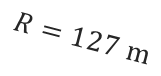 R = 127 m